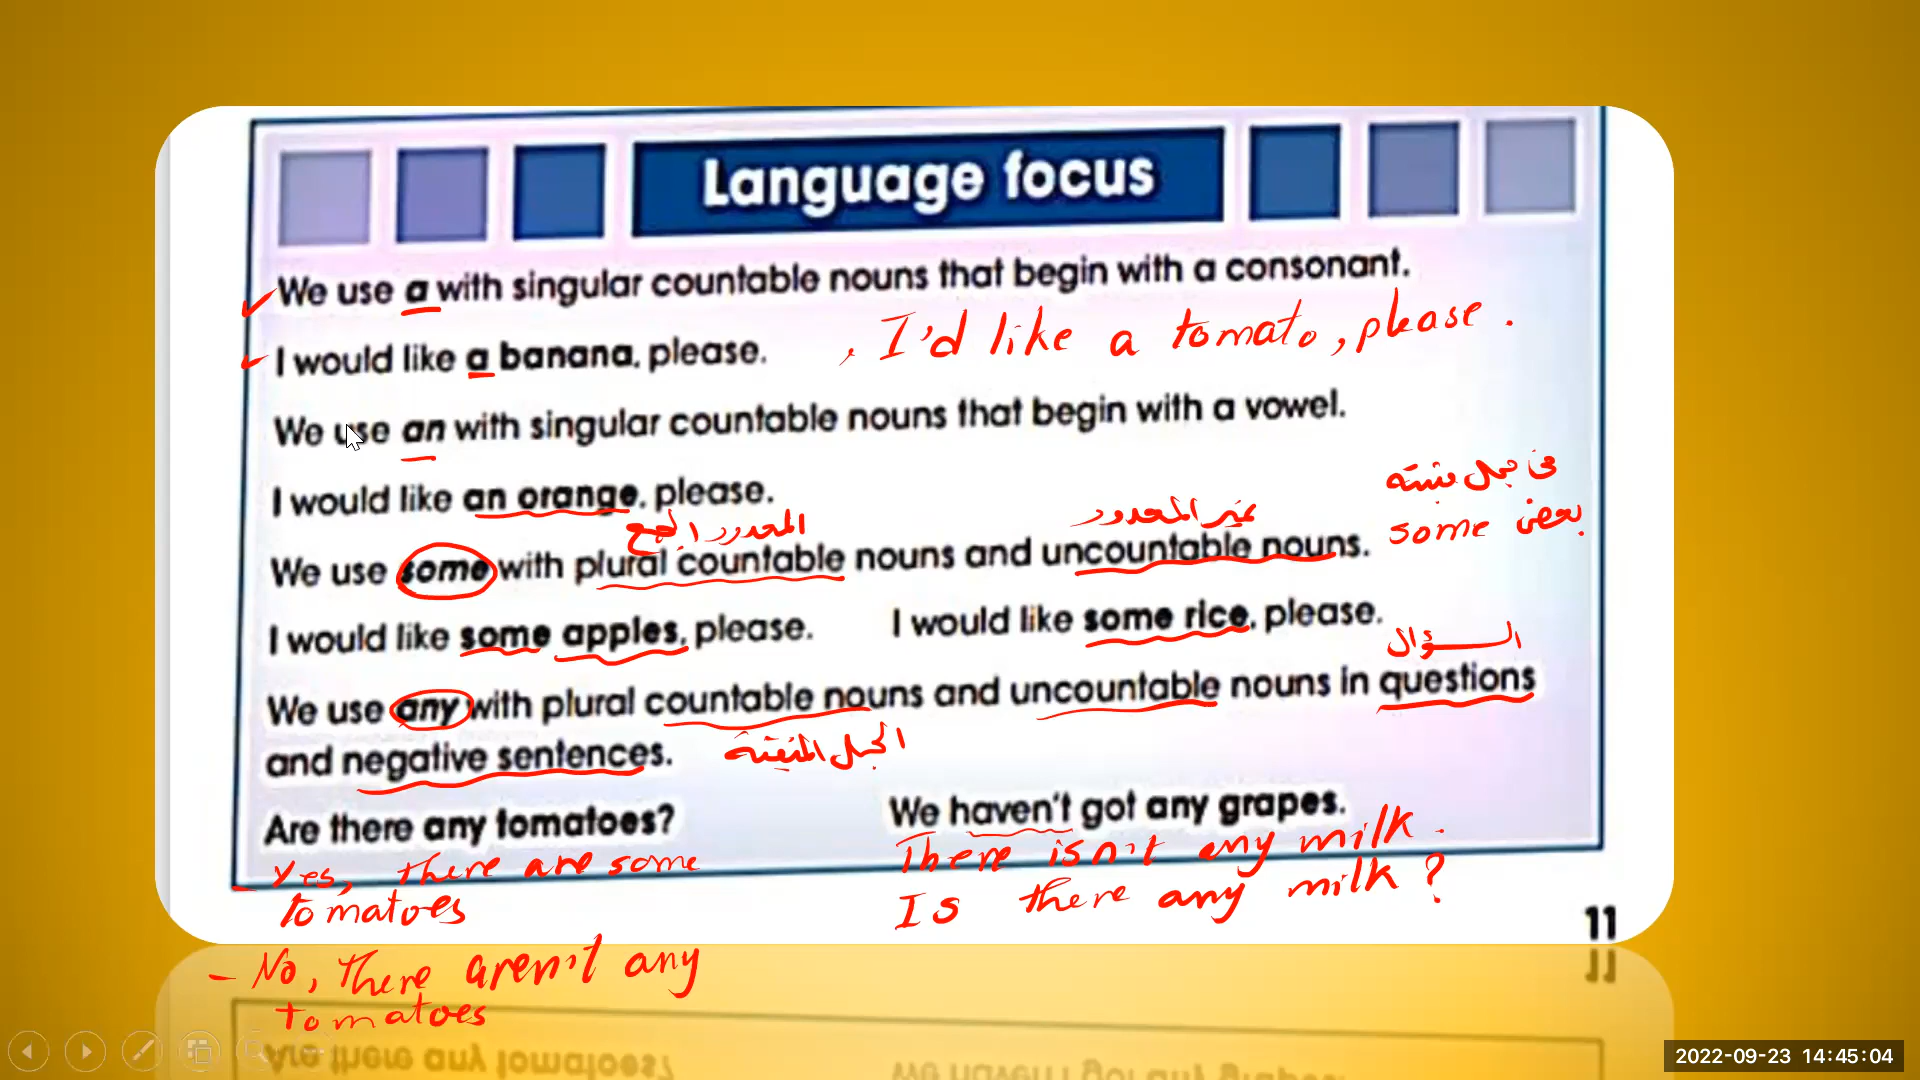 Language focus
We use a with singular countable nouns that begin with a consonant.
I would like a banana, please.
, I'd like a tomato, please.
We use an with singular countable nouns that begin with a vowel.
I would like an orange, please.
في جمل مثبته
المعدود الجمع
غير المعدود
some بعض
We use some with plural countable nouns and uncountable nouns.
I would like some apples, please.
I would like some rice, please.
السؤال
We use any with plural countable nouns and uncountable nouns in questions
and negative sentences.
الجمل المنفية
Are there any tomatoes?
We haven't got any grapes.
- Yes, there are some
tomatoes
There isn't any milk.
Is there any milk?
11
- No, There aren't any
tomatoes
2022-09-23 14:45:04